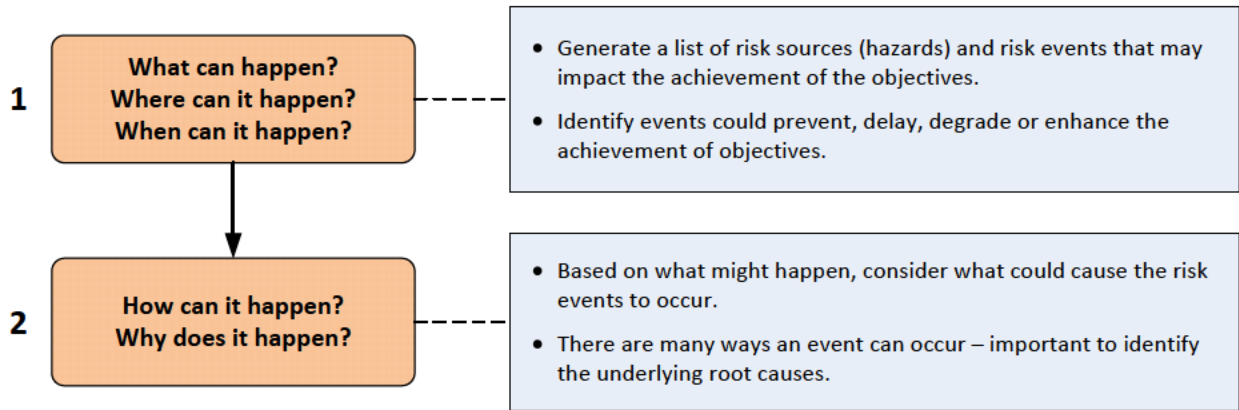 1
What can happen?
Where can it happen?
When can it happen?
• Generate a list of risk sources (hazards) and risk events that may
impact the achievement of the objectives.
• Identify events could prevent, delay, degrade or enhance the
achievement of objectives.
2
How can it happen?
Why does it happen?
• Based on what might happen, consider what could cause the risk
events to occur.
• There are many ways an event can occur – important to identify
the underlying root causes.